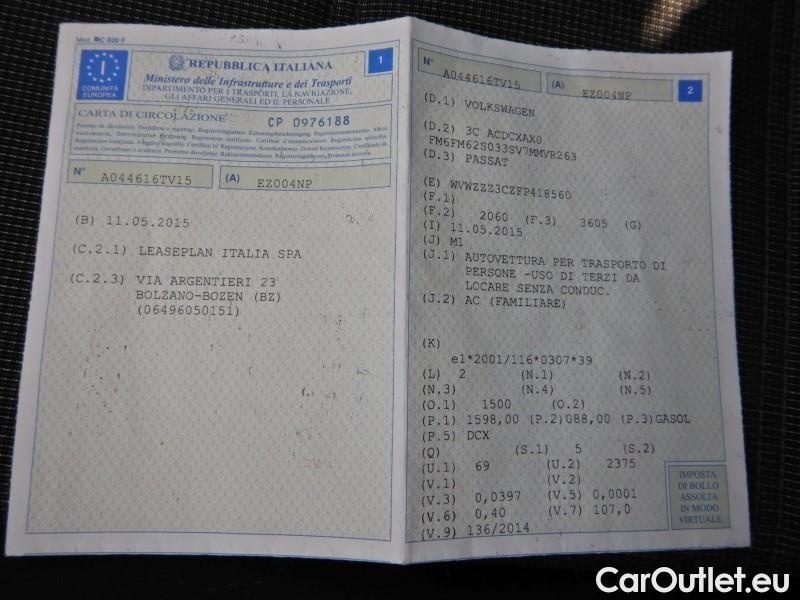 Mod. MC 820 F
COMUNITÀ
EUROPEA
I
REPUBBLICA ITALIANA
1
Ministero delle Infrastrutture e dei Trasporti
DIPARTIMENTO PER I TRASPORTI, LA NAVIGAZIONE,
GLI AFFARI GENERALI ED IL PERSONALE
CARTA DI CIRCOLAZIONE
CP 0976188
N° A044616TV15 (A) EZ004NP
(B) 11.05.2015
(C.2.1) LEASEPLAN ITALIA SPA
(C.2.3) VIA ARGENTIERI 23
BOLZANO-BOZEN (BZ)
(06496050151)
N° A044616TV15 (A) EZ004NP 2
(D.1) VOLKSWAGEN
(D.2) 3C ACDCXAX0
FM6FM62S033SV7MMVR263
(D.3) PASSAT
(E) WVWZZZ3CZFP418560
(F.1)
(F.2) 2060 (F.3) 3605 (G)
(I) 11.05.2015
(J) M1
(J.1) AUTOVETTURA PER TRASPORTO DI
PERSONE -USO DI TERZI DA
LOCARE SENZA CONDUC.
(J.2) AC (FAMILIARE)
(K)
e1*2001/116*0307*39
(L) 2 (N.1) (N.2)
(N.3) (N.4) (N.5)
(O.1) 1500 (O.2)
(P.1) 1598,00 (P.2)088,00 (P.3)GASOL
(P.5) DCX
(Q) (S.1) 5 (S.2)
(U.1) 69 (U.2) 2375
(V.1) (V.2)
(V.3) 0,0397 (V.5) 0,0001
(V.6) 0,40 (V.7) 107,0
(V.9) 136/2014
IMPOSTA
DI BOLLO
ASSOLTA
IN MODO
VIRTUALE
CarOutlet.eu